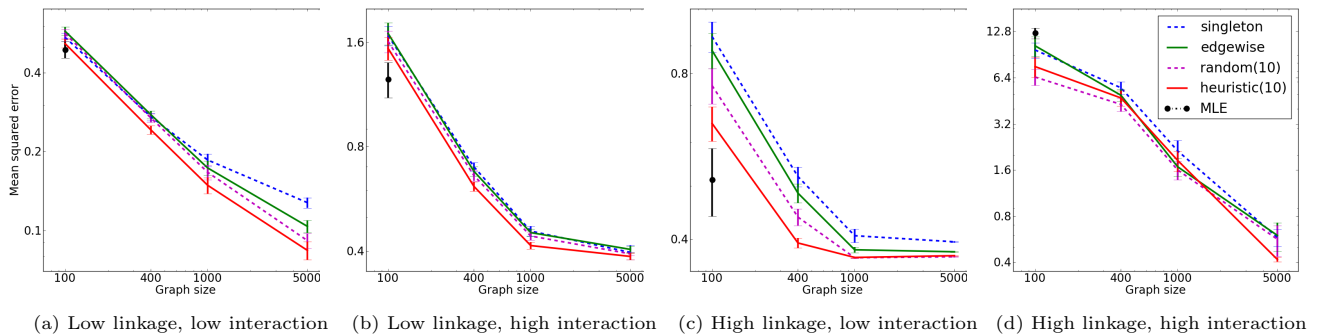 Mean squared error
0.4
0.2
0.1
100 400 1000 5000
Graph size
(a) Low linkage, low interaction
1.6
0.8
0.4
100 400 1000 5000
Graph size
(b) Low linkage, high interaction
0.8
0.4
100 400 1000 5000
Graph size
(c) High linkage, low interaction
12.8
6.4
3.2
1.6
0.8
0.4
singleton
edgewise
random(10)
heuristic(10)
MLE
100 400 1000 5000
Graph size
(d) High linkage, high interaction